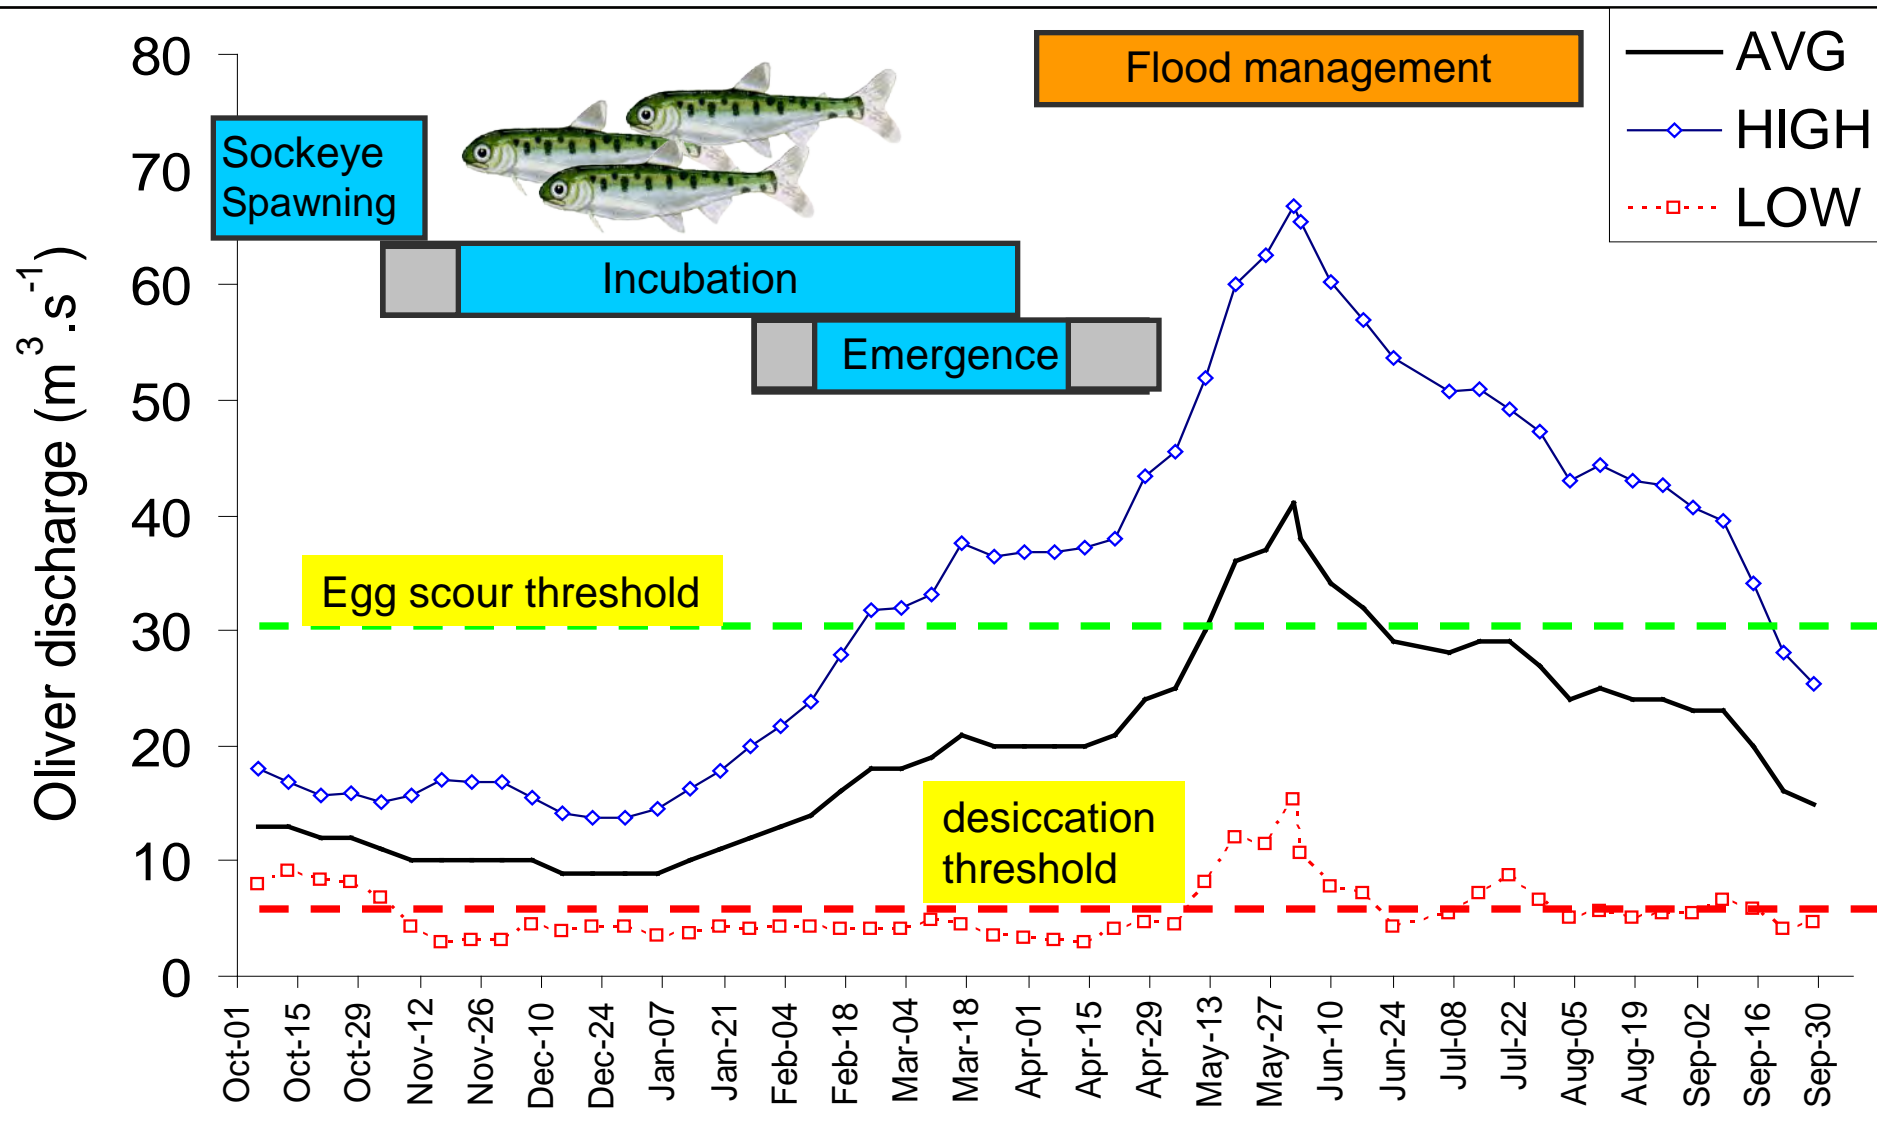 AVG
HIGH
LOW
Flood management
Sockeye
Spawning
Incubation
Emergence
Egg scour threshold
desiccation
threshold
Oliver discharge (m³.s⁻¹)
80
70
60
50
40
30
20
10
0
Oct-01
Oct-15
Oct-29
Nov-12
Nov-26
Dec-10
Dec-24
Jan-07
Jan-21
Feb-04
Feb-18
Mar-04
Mar-18
Apr-01
Apr-15
Apr-29
May-13
May-27
Jun-10
Jun-24
Jul-08
Jul-22
Aug-05
Aug-19
Sep-02
Sep-16
Sep-30